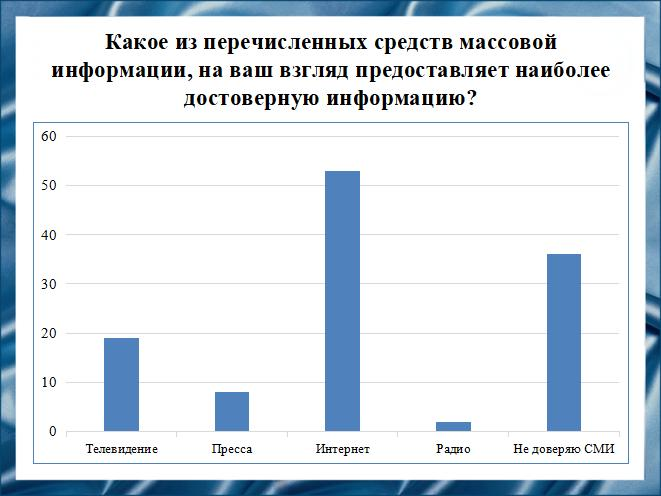 Какое из перечисленных средств массовой
информации, на ваш взгляд предоставляет наиболее
достоверную информацию?
60
50
40
30
20
10
0
Телевидение Пресса Интернет Радио Не доверяю СМИ